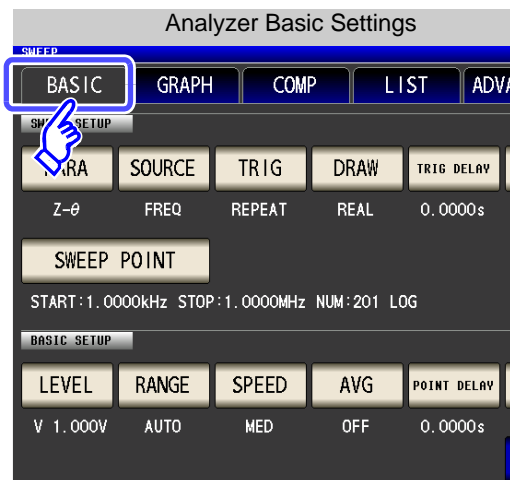 Analyzer Basic Settings
SWEEP
BASIC GRAPH COMP LIST
SETUP
SOURCE TRIG DRAW TRIG DELAY
Z-θ FREQ REPEAT REAL 0.0000s
SWEEP POINT
START:1.0000kHz STOP:1.0000MHz NUM:201 LOG
BASIC SETUP
LEVEL RANGE SPEED AVG POINT DELAY
V 1.000V AUTO MED OFF 0.0000s